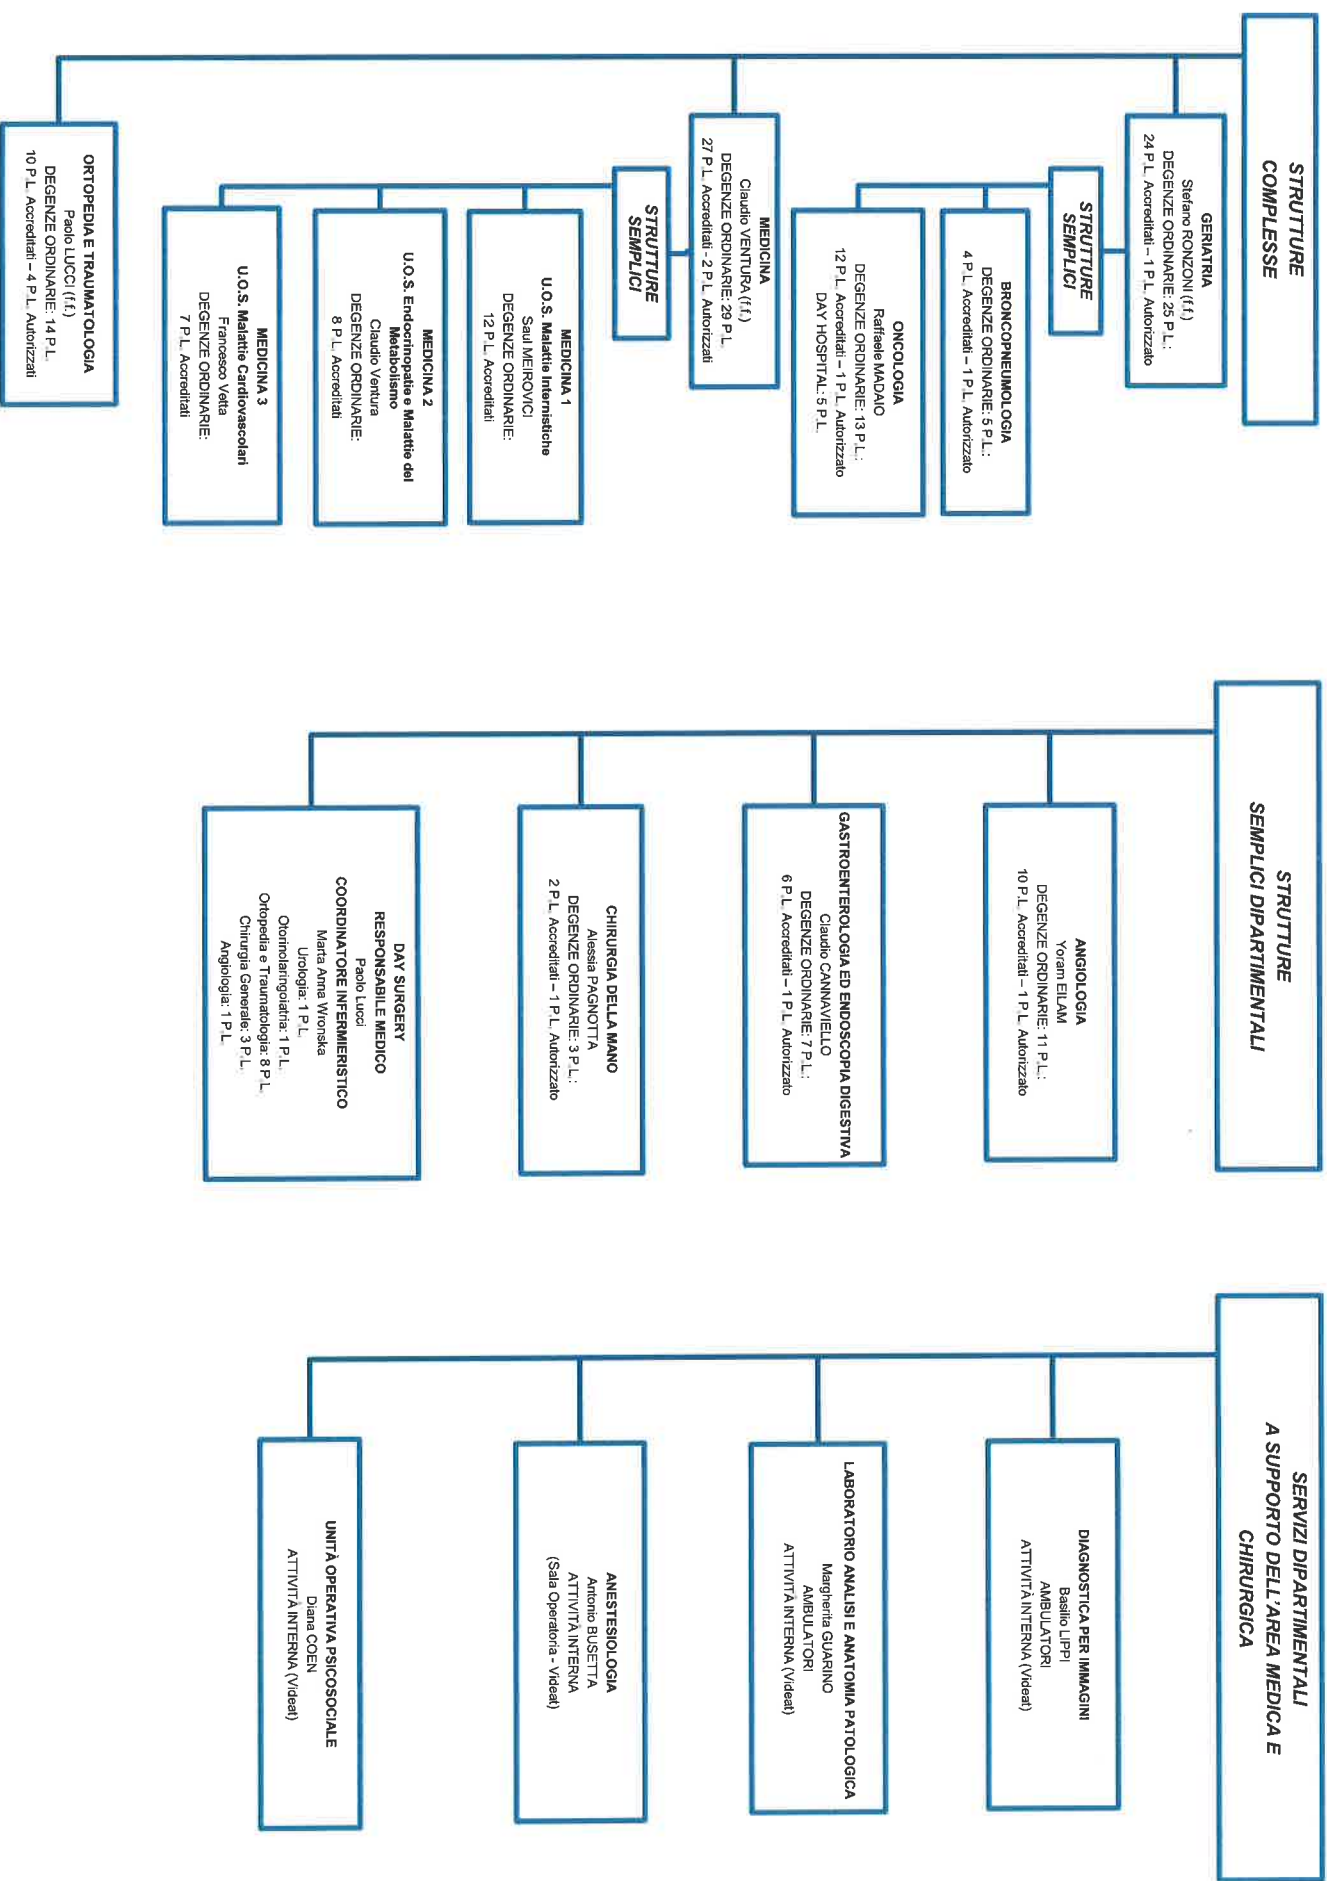 STRUTTURE
COMPLESSE
GERIATRIA
Stefano RONZONI (f.f.)
DEGENZE ORDINARIE: 25 P.L.:
24 P.L. Accreditati – 1 P.L. Autorizzato
STRUTTURE
SEMPLICI
BRONCOPNEUMOLOGIA
DEGENZE ORDINARIE: 5 P.L.:
4 P.L. Accreditati – 1 P.L. Autorizzato
ONCOLOGIA
Raffaele MADAIO
DEGENZE ORDINARIE: 13 P.L.:
12 P.L. Accreditati – 1 P.L. Autorizzato
DAY HOSPITAL: 5 P.L.
MEDICINA
Claudio VENTURA (f.f.)
DEGENZE ORDINARIE: 29 P.L.
27 P.L. Accreditati - 2 P.L. Autorizzati
STRUTTURE
SEMPLICI
MEDICINA 1
U.O.S. Malattie Internistiche
Saul MEIROVICI
DEGENZE ORDINARIE:
12 P.L. Accreditati
MEDICINA 2
U.O.S. Endocrinopatie e Malattie del
Metabolismo
Claudio Ventura
DEGENZE ORDINARIE:
8 P.L. Accreditati
MEDICINA 3
U.O.S. Malattie Cardiovascolari
Francesco Vetta
DEGENZE ORDINARIE:
7 P.L. Accreditati
ORTOPEDIA E TRAUMATOLOGIA
Paolo LUCCI (f.f.)
DEGENZE ORDINARIE: 14 P.L.
10 P.L. Accreditati – 4 P.L. Autorizzati
STRUTTURE
SEMPLICI DIPARTIMENTALI
ANGIOLOGIA
Yoram EILAM
DEGENZE ORDINARIE: 11 P.L.:
10 P.L. Accreditati – 1 P.L. Autorizzato
GASTROENTEROLOGIA ED ENDOSCOPIA DIGESTIVA
Claudio CANNAVIELLO
DEGENZE ORDINARIE: 7 P.L.:
6 P.L. Accreditati – 1 P.L. Autorizzato
CHIRURGIA DELLA MANO
Alessia PAGNOTTA
DEGENZE ORDINARIE: 3 P.L.:
2 P.L. Accreditati – 1 P.L. Autorizzato
DAY SURGERY
RESPONSABILE MEDICO
Paolo Lucci
COORDINATORE INFERMIERISTICO
Marta Anna Wronska
Urologia: 1 P.L.
Otorinolaringoiatria: 1 P.L.
Ortopedia e Traumatologia: 8 P.L.
Chirurgia Generale: 3 P.L.
Angiologia: 1 P.L.
SERVIZI DIPARTIMENTALI
A SUPPORTO DELL'AREA MEDICA E
CHIRURGICA
DIAGNOSTICA PER IMMAGINI
Basilio LIPPI
AMBULATORI
ATTIVITÀ INTERNA (Videat)
LABORATORIO ANALISI E ANATOMIA PATOLOGICA
Margherita GUARINO
AMBULATORI
ATTIVITÀ INTERNA (Videat)
ANESTESIOLOGIA
Antonio BUSETTA
ATTIVITÀ INTERNA
(Sala Operatoria - Videat)
UNITÀ OPERATIVA PSICOSOCIALE
Diana COEN
ATTIVITÀ INTERNA (Videat)